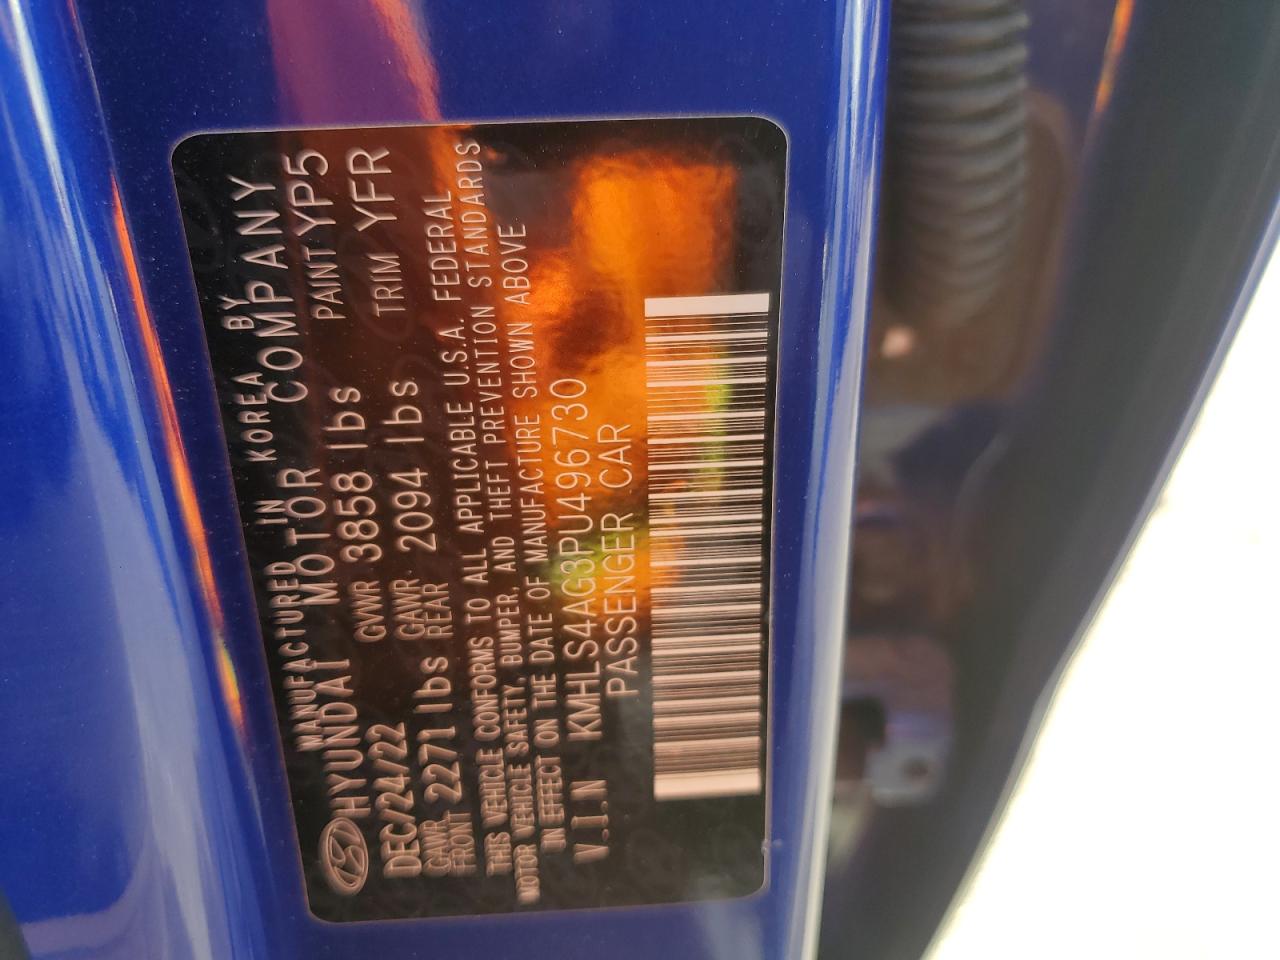 MANUFACTURED IN KOREA BY
HYUNDAI MOTOR COMPANY
DEC/24/22 GVWR 3858 lbs PAINT YP5
GAWR FRONT 2271 lbs GAWR REAR 2094 lbs TRIM YFR
THIS VEHICLE CONFORMS TO ALL APPLICABLE U.S.A. FEDERAL
MOTOR VEHICLE SAFETY, BUMPER, AND THEFT PREVENTION STANDARDS
IN EFFECT ON THE DATE OF MANUFACTURE SHOWN ABOVE
V.I.N KMHLS4AG3PU496730
PASSENGER CAR